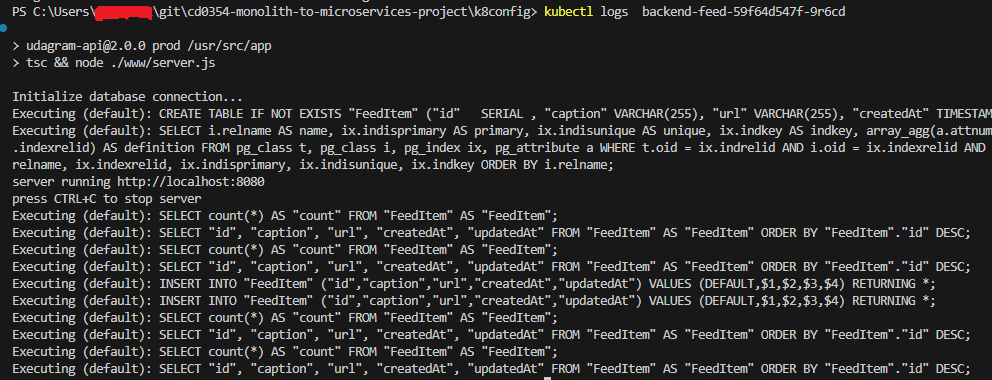 PS C:\Users\ \git\cd0354-monolith-to-microservices-project\k8config> kubectl logs  backend-feed-59f64d547f-9r6cd
> udagram-api@2.0.0 prod /usr/src/app
> tsc && node ./www/server.js
Initialize database connection...
Executing (default): CREATE TABLE IF NOT EXISTS "FeedItem" ("id"   SERIAL , "caption" VARCHAR(255), "url" VARCHAR(255), "createdAt" TIMESTAM
Executing (default): SELECT i.relname AS name, ix.indisprimary AS primary, ix.indisunique AS unique, ix.indkey AS indkey, array_agg(a.attnum
.indexrelid) AS definition FROM pg_class t, pg_class i, pg_index ix, pg_attribute a WHERE t.oid = ix.indrelid AND i.oid = ix.indexrelid AND
relname, ix.indexrelid, ix.indisprimary, ix.indisunique, ix.indkey ORDER BY i.relname;
server running http://localhost:8080
press CTRL+C to stop server
Executing (default): SELECT count(*) AS "count" FROM "FeedItem" AS "FeedItem";
Executing (default): SELECT "id", "caption", "url", "createdAt", "updatedAt" FROM "FeedItem" AS "FeedItem" ORDER BY "FeedItem"."id" DESC;
Executing (default): SELECT count(*) AS "count" FROM "FeedItem" AS "FeedItem";
Executing (default): SELECT "id", "caption", "url", "createdAt", "updatedAt" FROM "FeedItem" AS "FeedItem" ORDER BY "FeedItem"."id" DESC;
Executing (default): INSERT INTO "FeedItem" ("id","caption","url","createdAt","updatedAt") VALUES (DEFAULT,$1,$2,$3,$4) RETURNING *;
Executing (default): INSERT INTO "FeedItem" ("id","caption","url","createdAt","updatedAt") VALUES (DEFAULT,$1,$2,$3,$4) RETURNING *;
Executing (default): SELECT count(*) AS "count" FROM "FeedItem" AS "FeedItem";
Executing (default): SELECT "id", "caption", "url", "createdAt", "updatedAt" FROM "FeedItem" AS "FeedItem" ORDER BY "FeedItem"."id" DESC;
Executing (default): SELECT count(*) AS "count" FROM "FeedItem" AS "FeedItem";
Executing (default): SELECT "id", "caption", "url", "createdAt", "updatedAt" FROM "FeedItem" AS "FeedItem" ORDER BY "FeedItem"."id" DESC;